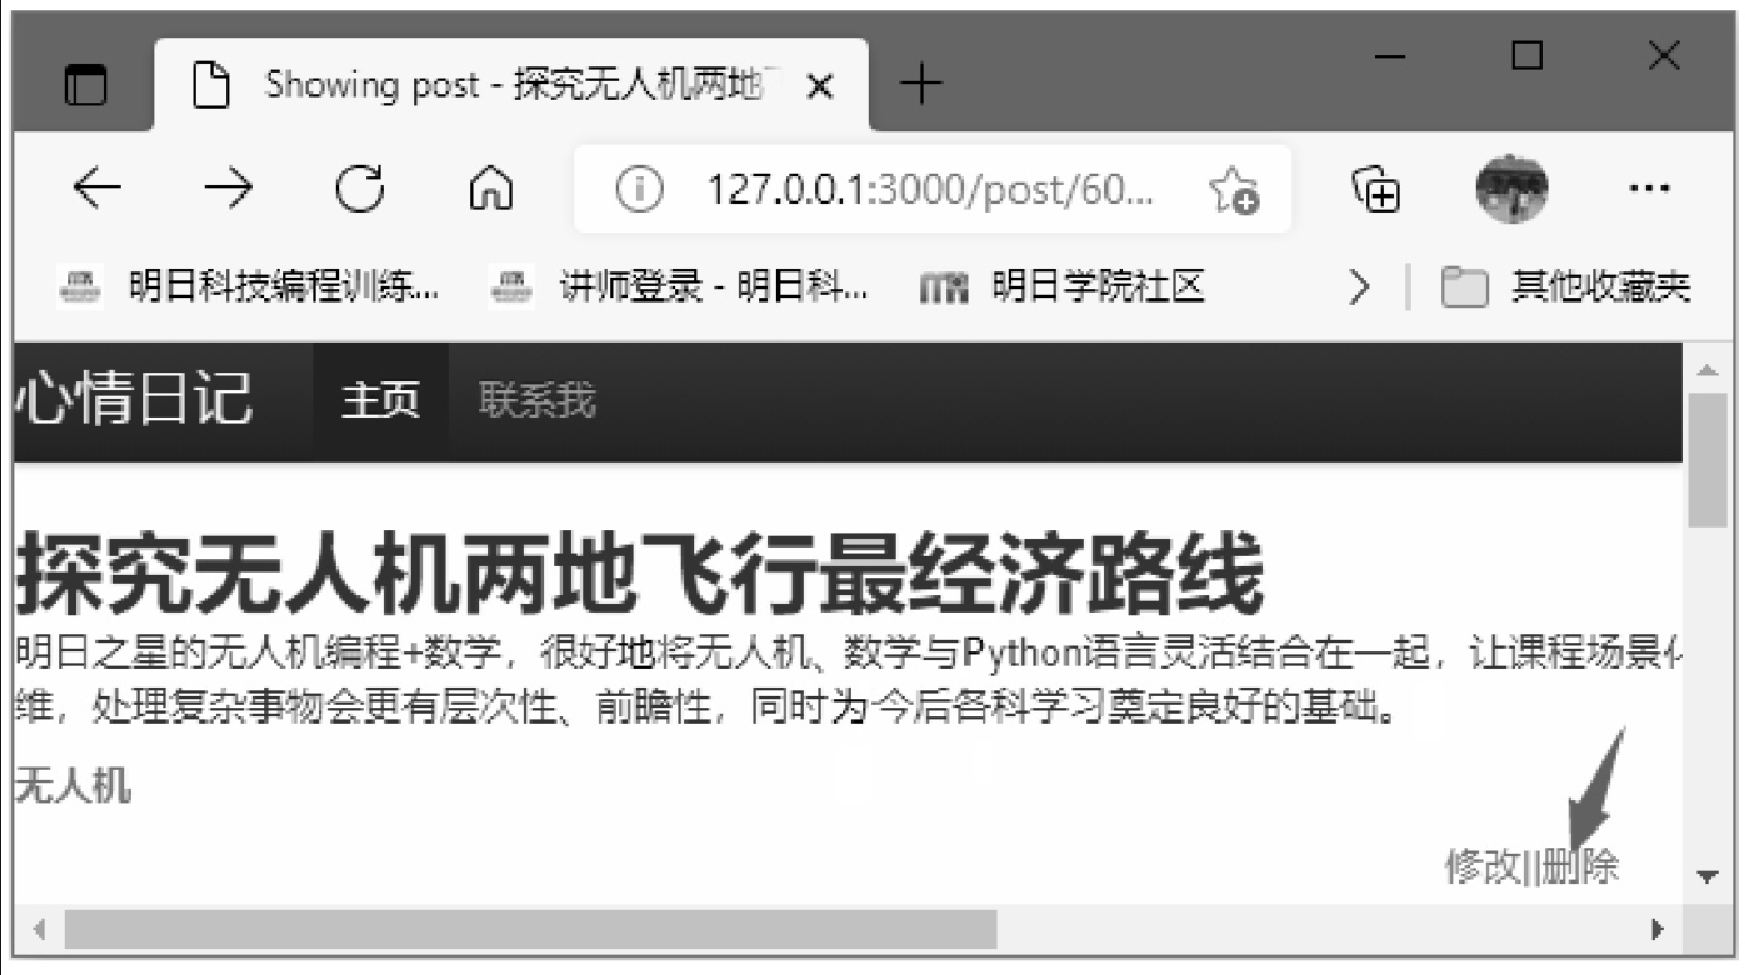 Showing post - 探究无人机两地
127.0.0.1:3000/post/60...
明日科技编程训练... 讲师登录 - 明日科... 明日学院社区 其他收藏夹
心情日记 主页 联系我
探究无人机两地飞行最经济路线
明日之星的无人机编程+数学，很好地将无人机、数学与Python语言灵活结合在一起，让课程场景
维，处理复杂事物会更有层次性、前瞻性，同时为今后各科学习奠定良好的基础。
无人机
修改||删除